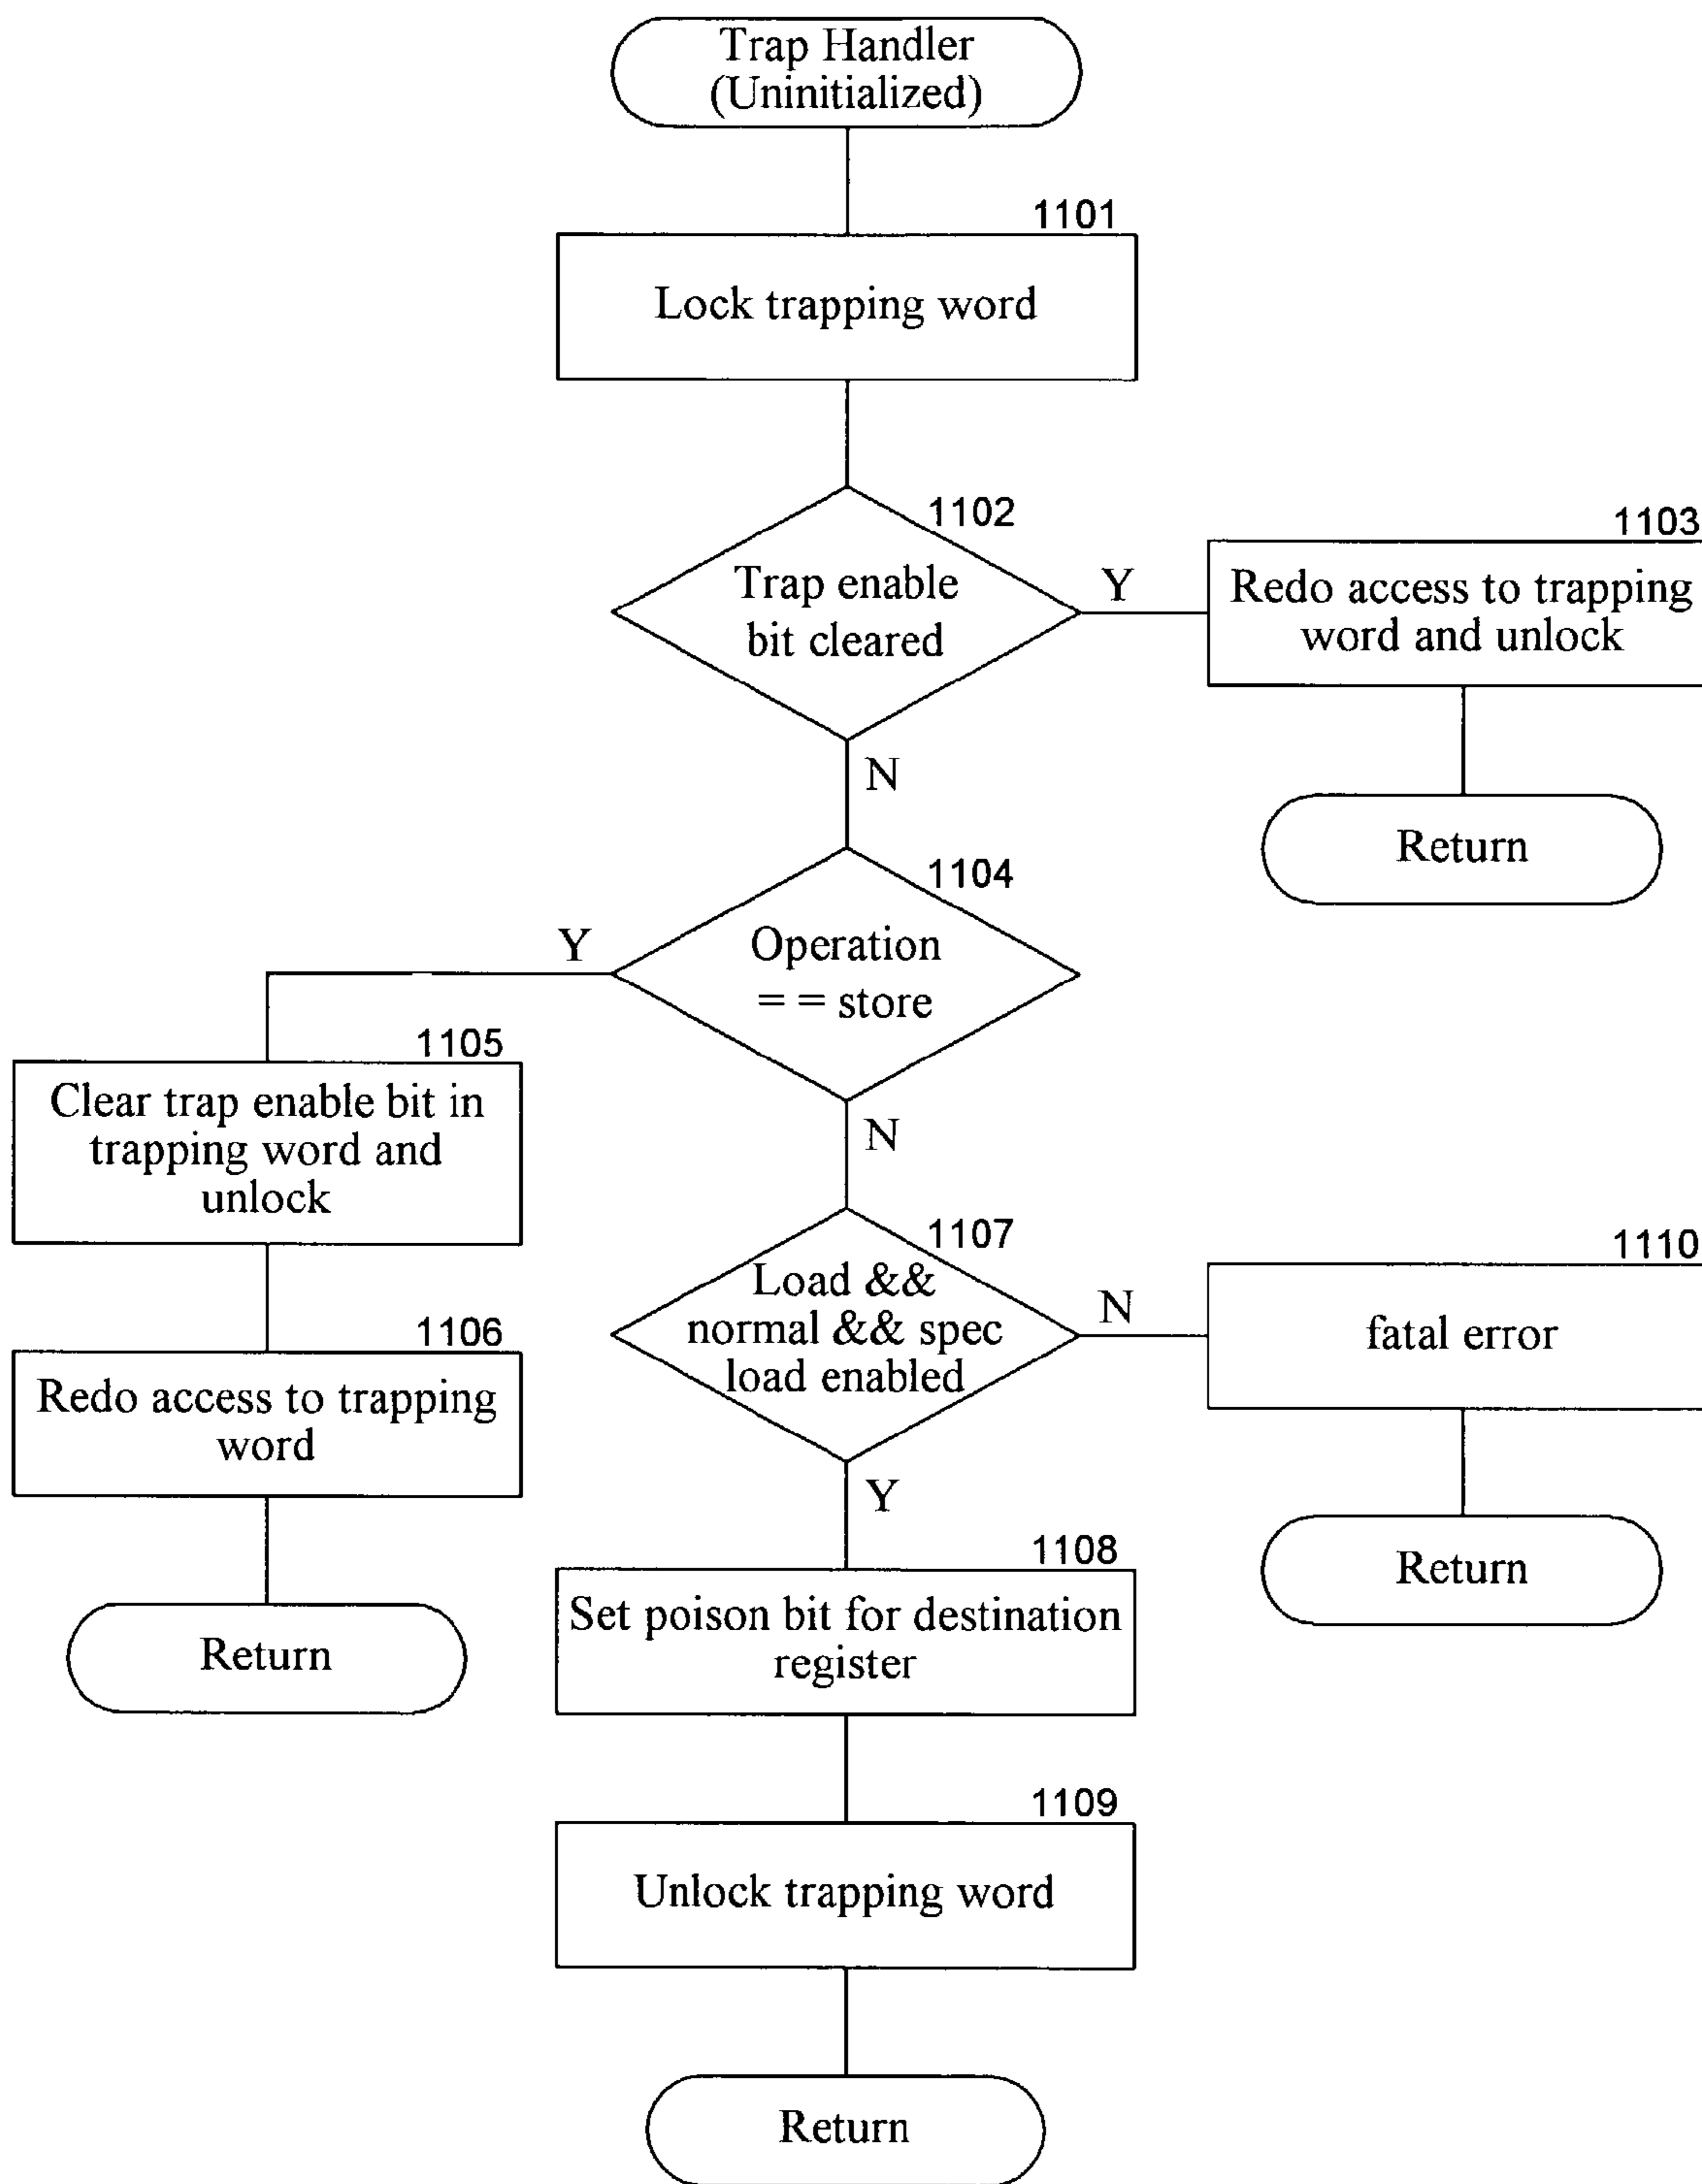 Trap Handler
(Uninitialized)
1101
Lock trapping word
1102
Trap enable
bit cleared
Y
1103
Redo access to trapping
word and unlock
N
Return
1104
Operation
= = store
Y
1105
Clear trap enable bit in
trapping word and
unlock
N
1107
Load &&
normal && spec
load enabled
N
1110
fatal error
1106
Redo access to trapping
word
Y
Return
1108
Set poison bit for destination
register
Return
1109
Unlock trapping word
Return